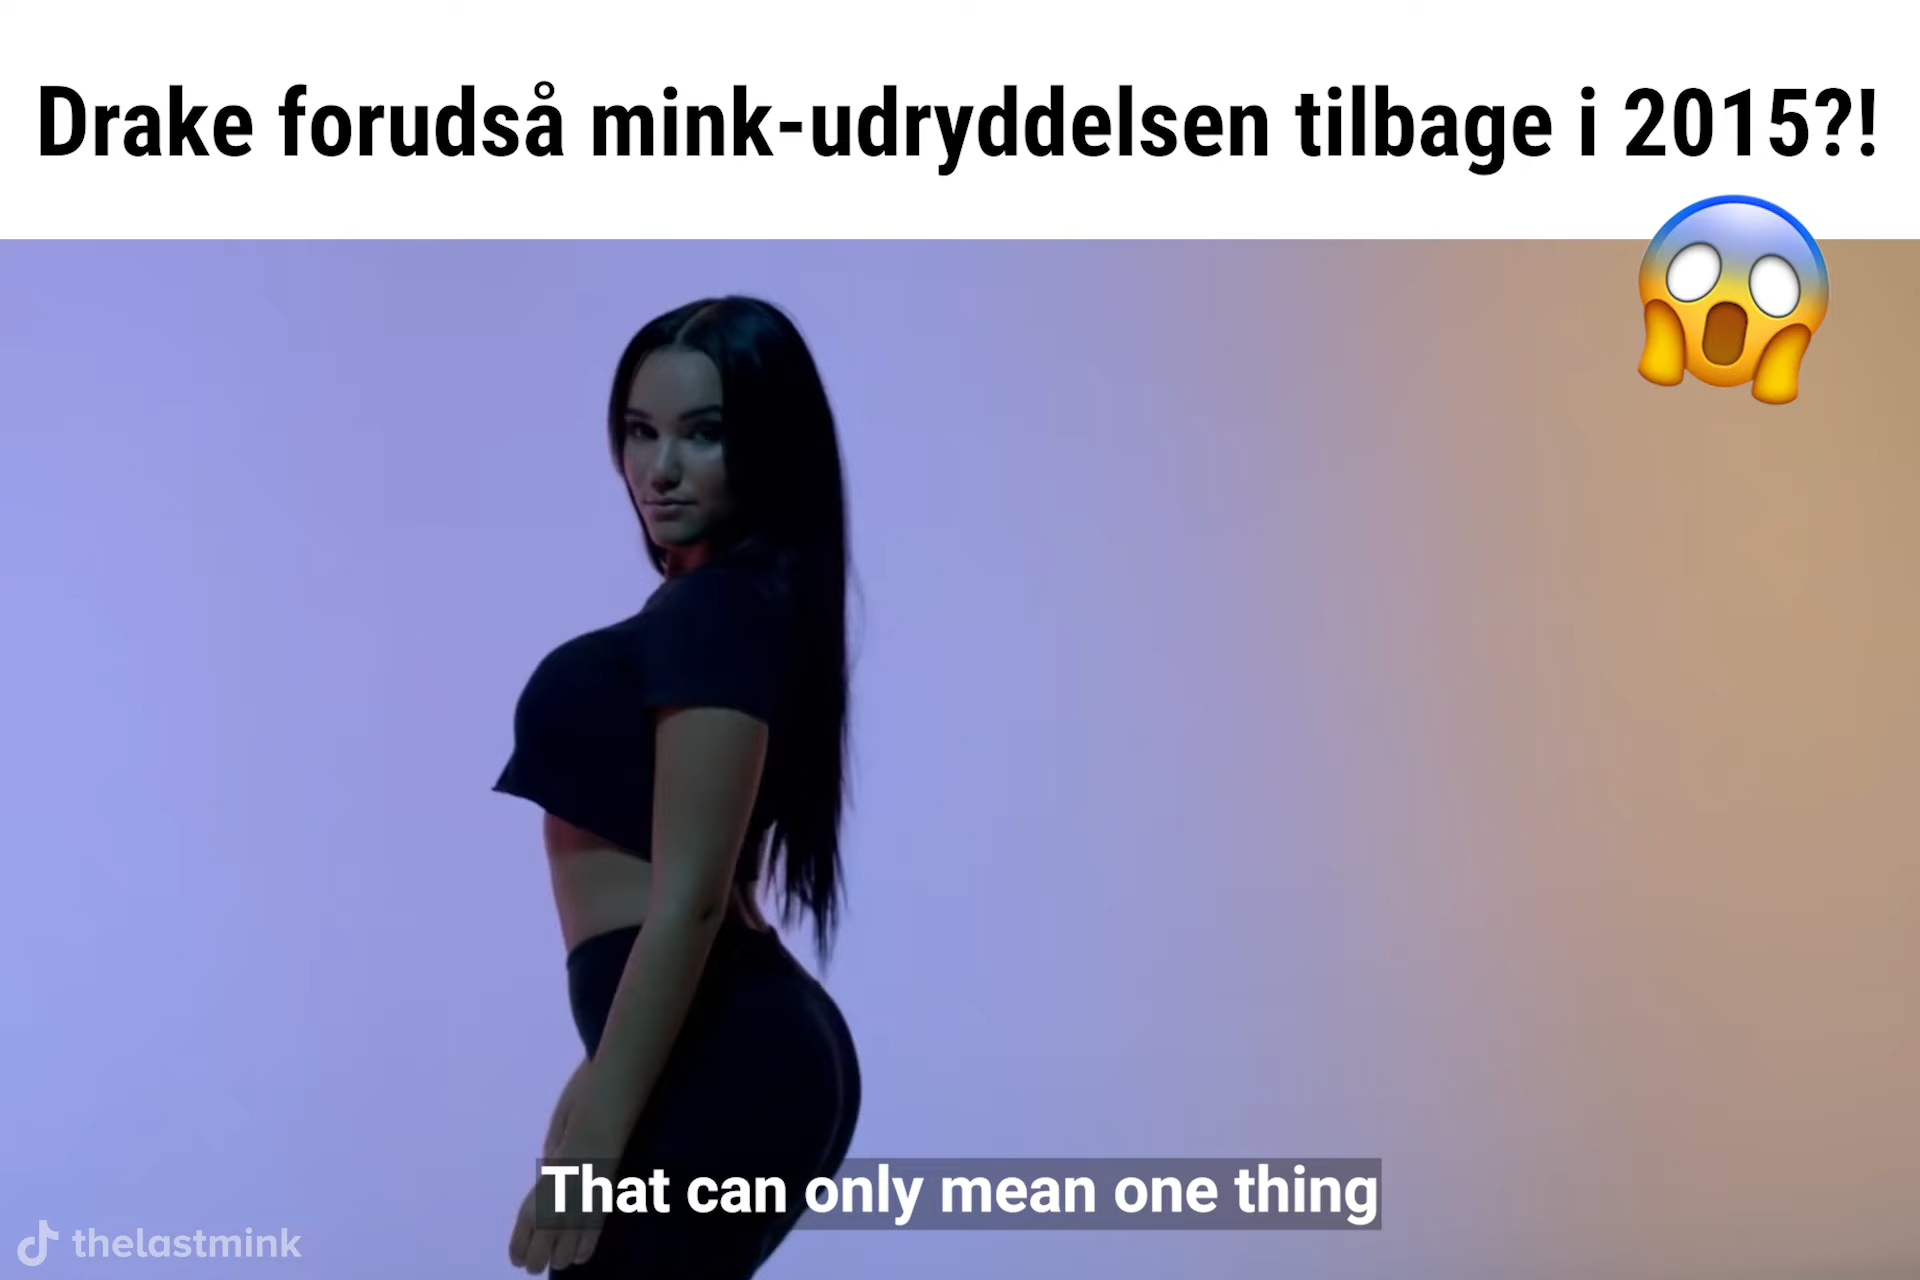 Drake forudså mink-udryddelsen tilbage i 2015?!
That can only mean one thing
thelastmink